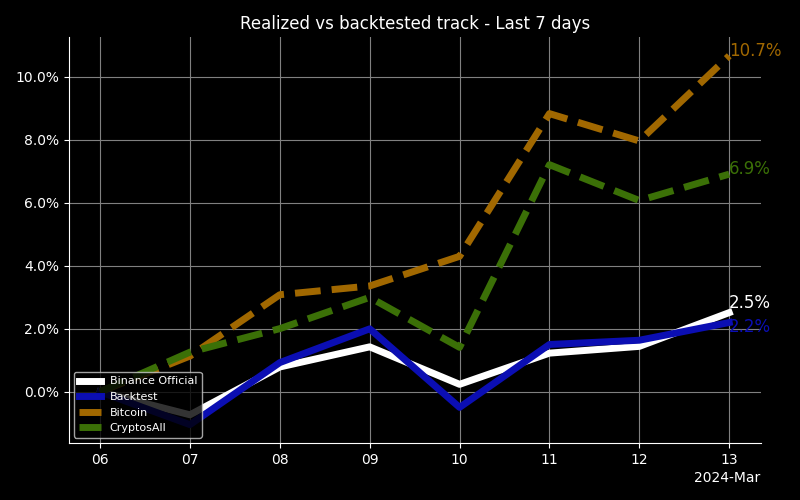 Realized vs backtested track - Last 7 days
10.0%
8.0%
6.0%
4.0%
2.0%
0.0%
10.7%
6.9%
2.5%
2.2%
Binance Official
Backtest
Bitcoin
CryptosAll
06 07 08 09 10 11 12 13
2024-Mar